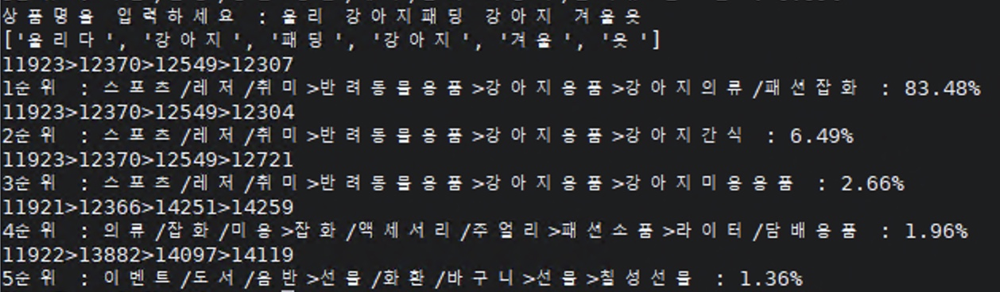 상품명을 입력하세요 : 울리 강아지패딩 강아지 겨울옷
['울리다', '강아지', '패딩', '강아지', '겨울', '옷']
11923>12370>12549>12307
1순위 : 스포츠/레저/취미>반려동물용품>강아지용품>강아지의류/패션잡화 : 83.48%
11923>12370>12549>12304
2순위 : 스포츠/레저/취미>반려동물용품>강아지용품>강아지간식 : 6.49%
11923>12370>12549>12721
3순위 : 스포츠/레저/취미>반려동물용품>강아지용품>강아지미용용품 : 2.66%
11921>12366>14251>14259
4순위 : 의류/잡화/미용>잡화/액세서리/주얼리>패션소품>라이터/담배용품 : 1.96%
11922>13882>14097>14119
5순위 : 이벤트/도서/음반>선물/화환/바구니>선물>칠성선물 : 1.36%